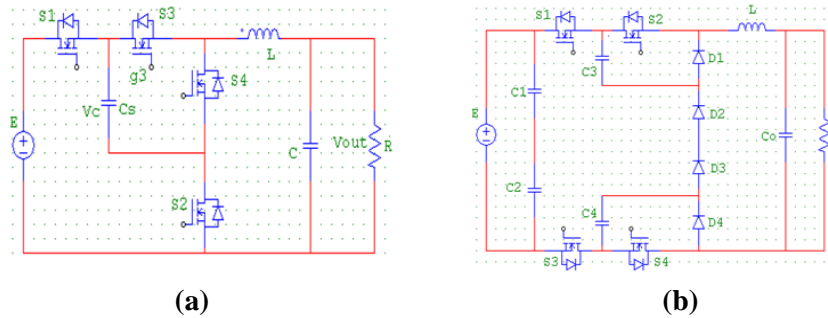 S1
S3
g3
L
S4
E
Vc
Cs
C
Vout
R
S2
(a)
S1
S2
L
C3
D1
C1
D2
E
Co
D3
C2
C4
D4
S3
S4
(b)